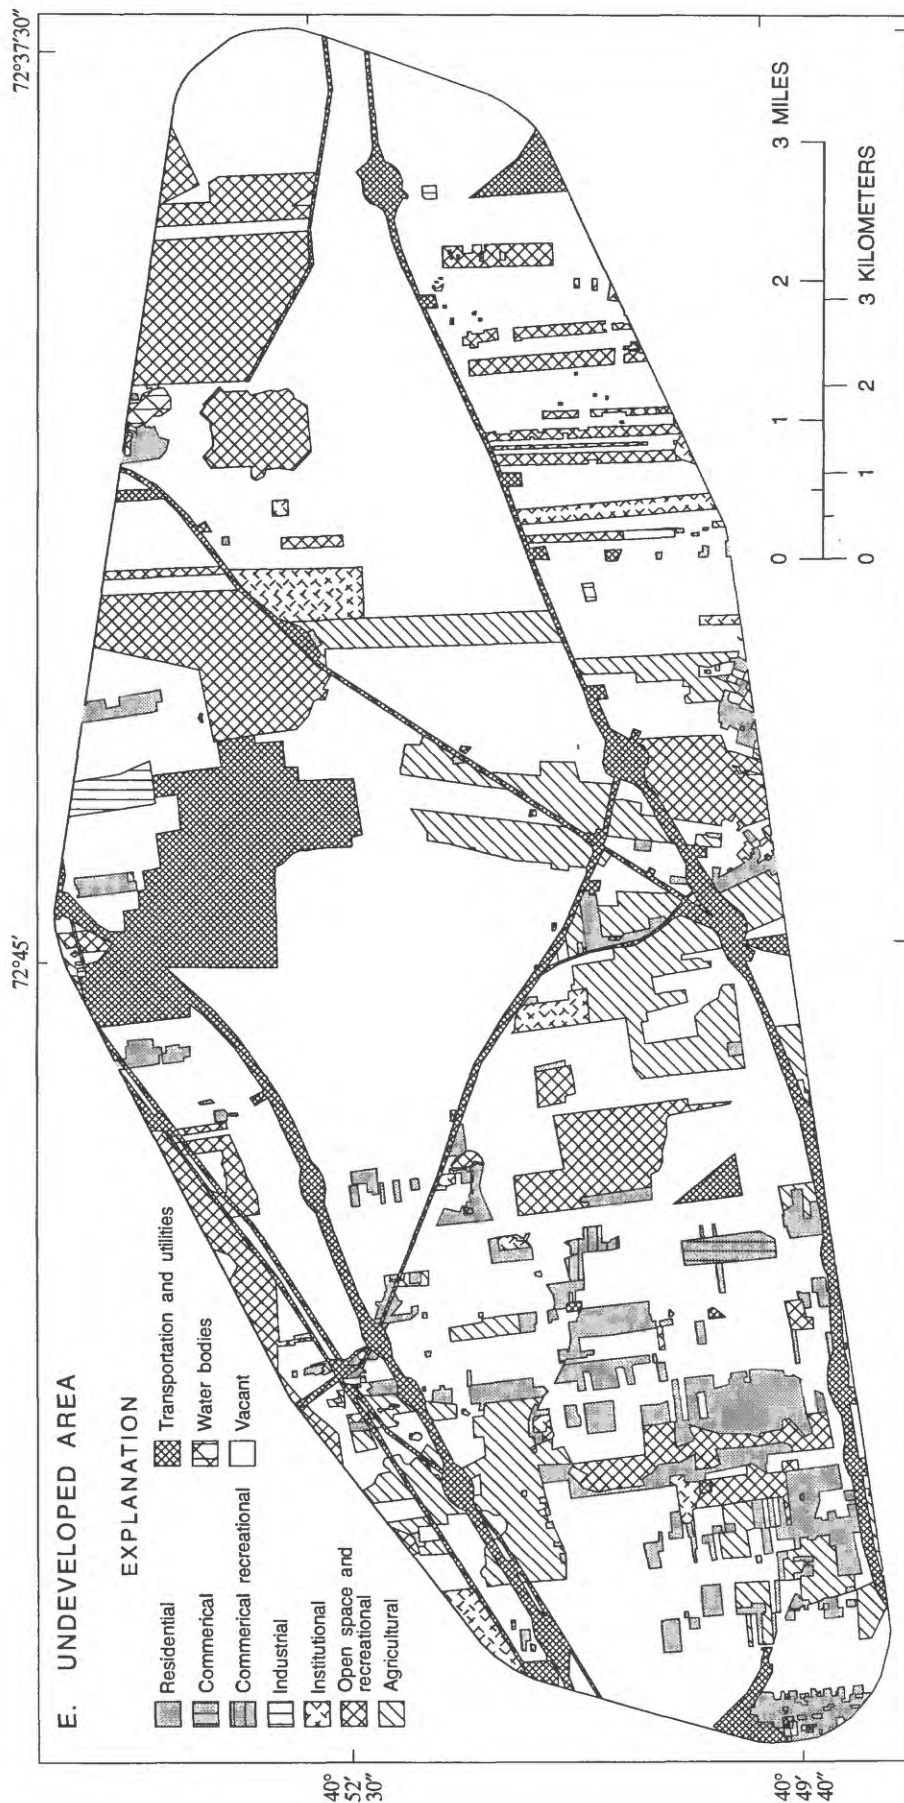 E. UNDEVELOPED AREA
EXPLANATION
Residential
Commerical
Commerical recreational
Industrial
Institutional
Open space and
recreational
Agricultural
Transportation and utilities
Water bodies
Vacant
72°45′
72°37′30″
40°
52′
30″
40°
49′
40″
0 1 2 3 MILES
0 1 2 3 KILOMETERS